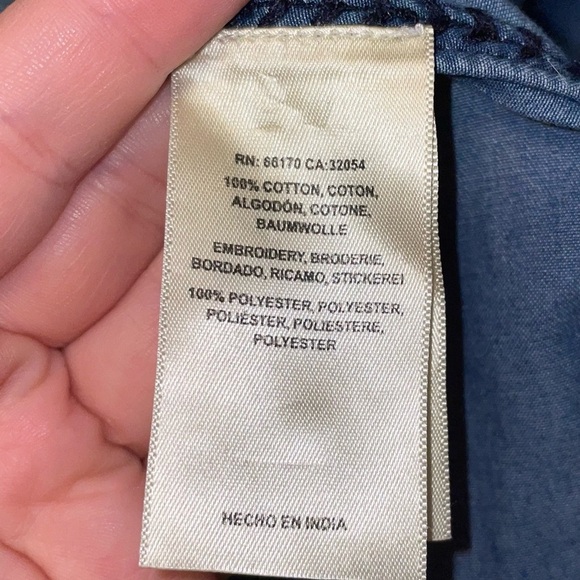 RN: 66170 CA:32054
100% COTTON, COTON,
ALGODÓN, COTONE,
BAUMWOLLE
EMBROIDERY, BRODERIE,
BORDADO, RICAMO, STICKEREI
100% POLYESTER, POLYESTER,
POLIÉSTER, POLIESTERE,
POLYESTER
HECHO EN INDIA